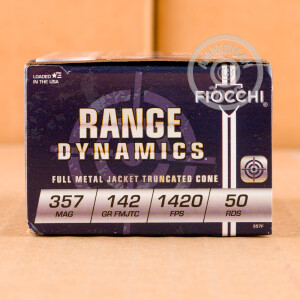 LOADED IN THE USA
FIOCCHI
RANGE
DYNAMICS
FULL METAL JACKET TRUNCATED CONE
357 142 1420 50
MAG GR FMJTC FPS RDS
357F